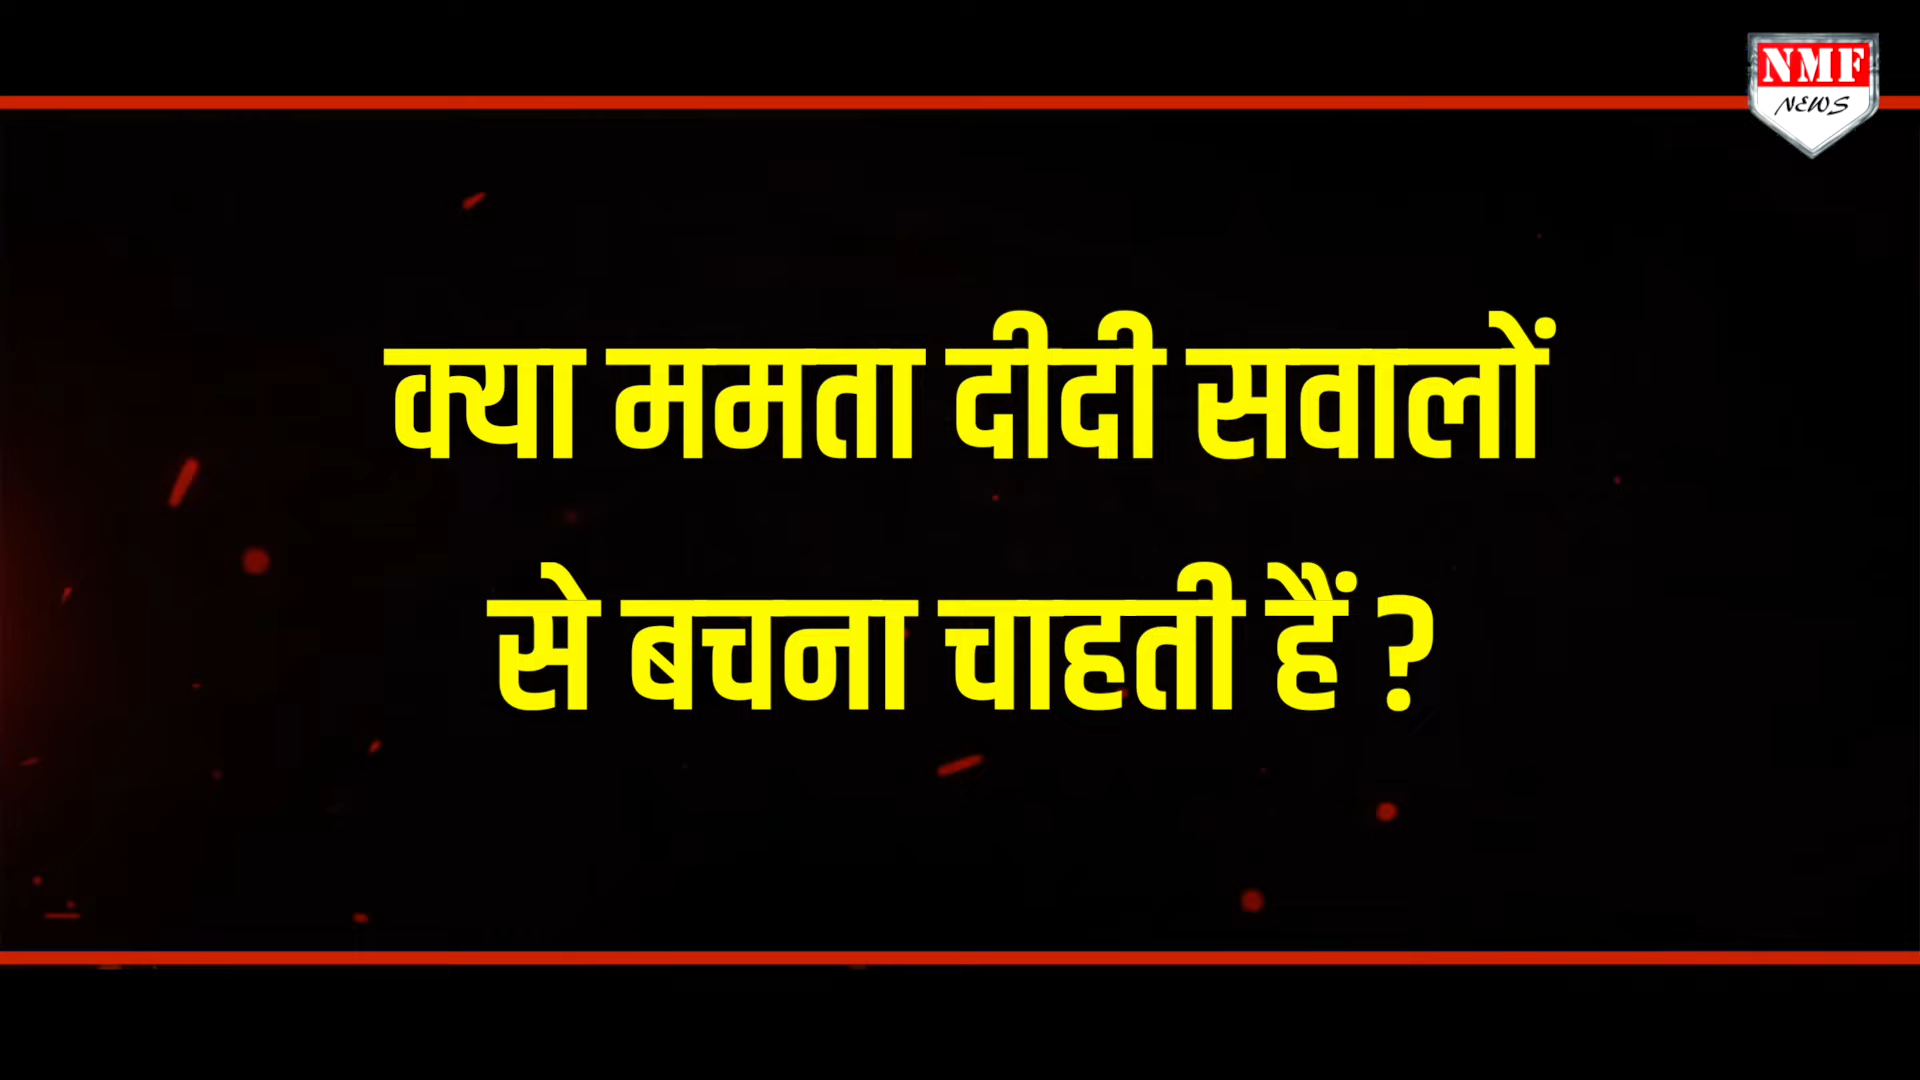 NMF
NEWS
क्या ममता दीदी सवालों
से बचना चाहती हैं ?